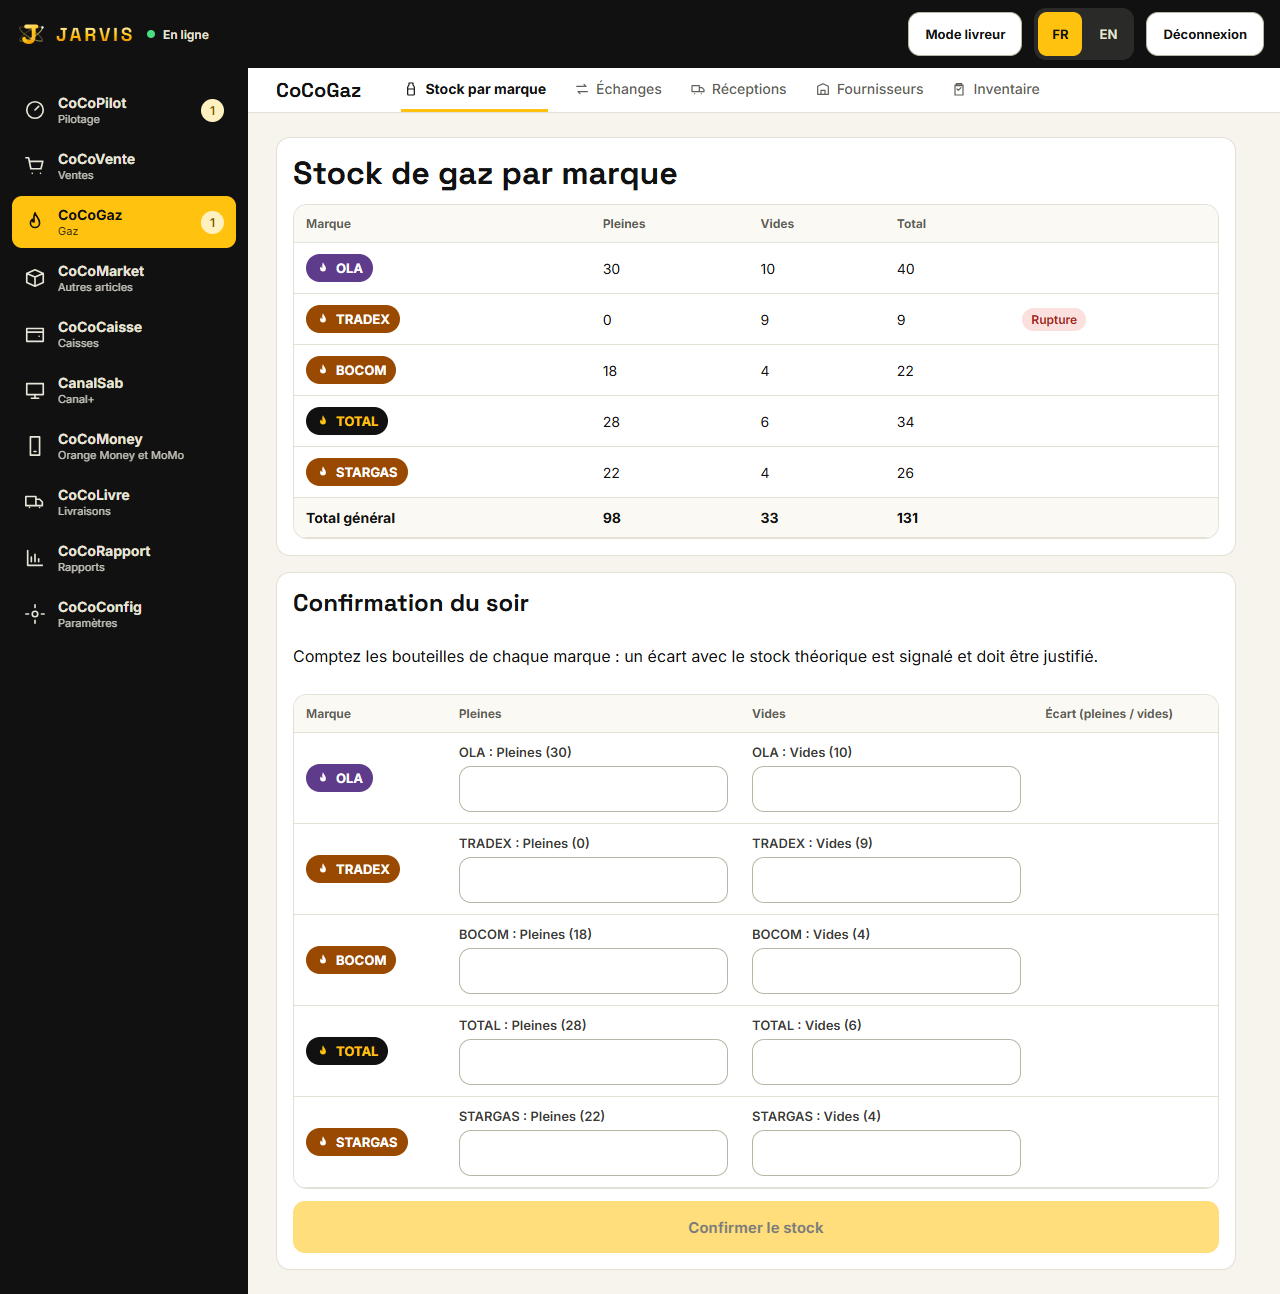 JARVIS
En ligne
Mode livreur
FR
EN
Déconnexion
CoCoPilot
Pilotage
1
CoCoVente
Ventes
CoCoGaz
Gaz
1
CoCoMarket
Autres articles
CoCoCaisse
Caisses
CanalSab
Canal+
CoCoMoney
Orange Money et MoMo
CoCoLivre
Livraisons
CoCoRapport
Rapports
CoCoConfig
Paramètres
CoCoGaz
Stock par marque
Échanges
Réceptions
Fournisseurs
Inventaire
Stock de gaz par marque
Marque Pleines Vides Total
OLA 30 10 40
TRADEX 0 9 9 Rupture
BOCOM 18 4 22
TOTAL 28 6 34
STARGAS 22 4 26
Total général 98 33 131
Confirmation du soir
Comptez les bouteilles de chaque marque : un écart avec le stock théorique est signalé et doit être justifié.
Marque Pleines Vides Écart (pleines / vides)
OLA : Pleines (30) OLA : Vides (10)
OLA
TRADEX : Pleines (0) TRADEX : Vides (9)
TRADEX
BOCOM : Pleines (18) BOCOM : Vides (4)
BOCOM
TOTAL : Pleines (28) TOTAL : Vides (6)
TOTAL
STARGAS : Pleines (22) STARGAS : Vides (4)
STARGAS
Confirmer le stock